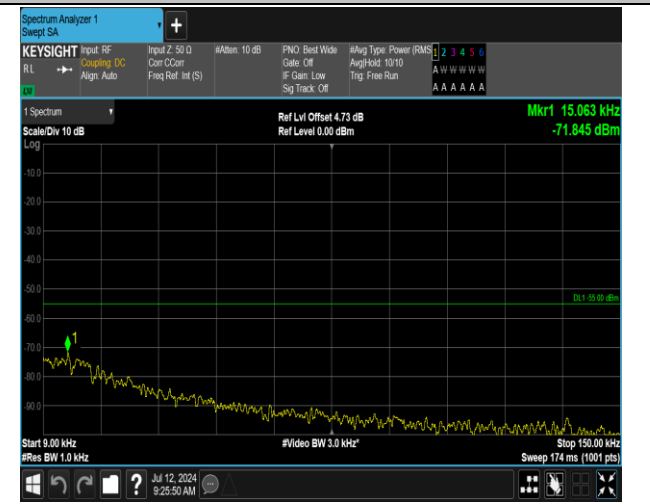 Spectrum Analyzer 1
Swept SA
+
KEYSIGHT
RL
Input: RF
Coupling: DC
Align: Auto
Input Z: 50 Ω
Corr CCorr
Freq Ref: Int (S)
#Atten: 10 dB
PNO: Best Wide
Gate: Off
IF Gain: Low
Sig Track: Off
#Avg Type: Power (RMS
Avg|Hold: 10/10
Trig: Free Run
1 2 3 4 5 6
A W W W W W
A A A A A A
1 Spectrum
Scale/Div 10 dB
Log
Ref Lvl Offset 4.73 dB
Ref Level 0.00 dBm
Mkr1 15.063 kHz
-71.845 dBm
-10.0
-20.0
-30.0
-40.0
-50.0
DL1 -55.00 dBm
-60.0
1
-70.0
-80.0
-90.0
Start 9.00 kHz
#Video BW 3.0 kHz*
Stop 150.00 kHz
#Res BW 1.0 kHz
Sweep 174 ms (1001 pts)
?
Jul 12, 2024
9:25:50 AM